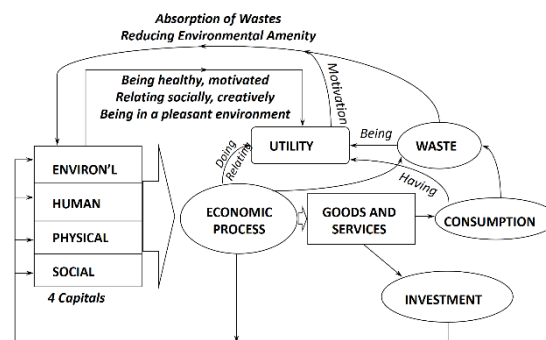 Absorption of Wastes
Reducing Environmental Amenity
Being healthy, motivated
Relating socially, creatively
Being in a pleasant environment
Motivation
Doing
Relating
UTILITY
Being
WASTE
Having
ENVIRON'L
HUMAN
PHYSICAL
SOCIAL
4 Capitals
ECONOMIC
PROCESS
GOODS AND
SERVICES
CONSUMPTION
INVESTMENT